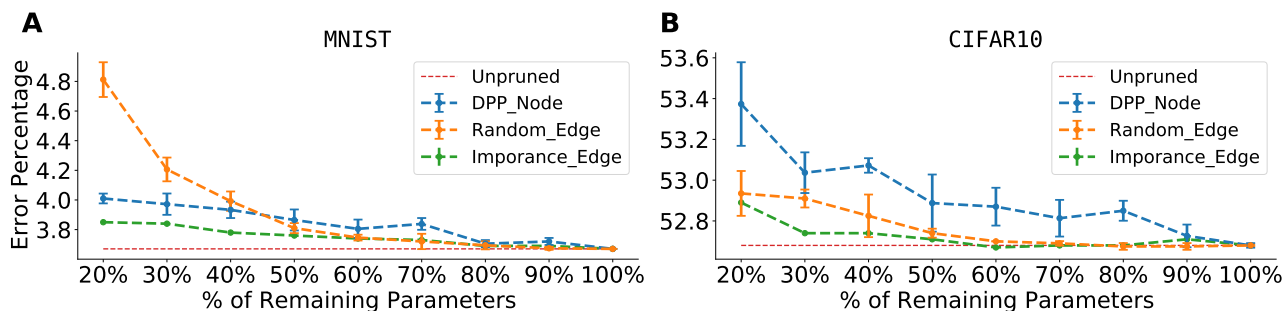 A
MNIST
Error Percentage
4.8
4.6
4.4
4.2
4.0
3.8
20% 30% 40% 50% 60% 70% 80% 90% 100%
% of Remaining Parameters
Unpruned
DPP_Node
Random_Edge
Imporance_Edge
B
CIFAR10
53.6
53.4
53.2
53.0
52.8
20% 30% 40% 50% 60% 70% 80% 90% 100%
% of Remaining Parameters
Unpruned
DPP_Node
Random_Edge
Imporance_Edge